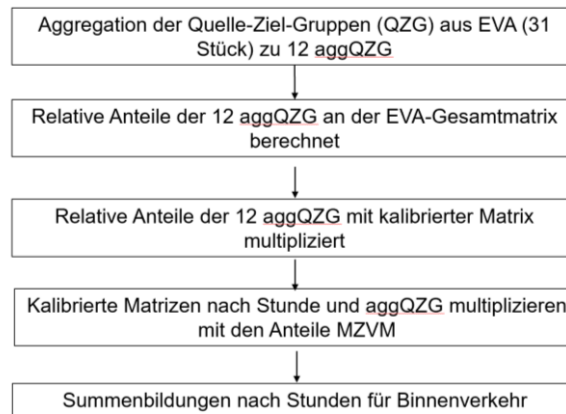 Aggregation der Quelle-Ziel-Gruppen (QZG) aus EVA (31
Stück) zu 12 aggQZG
Relative Anteile der 12 aggQZG an der EVA-Gesamtmatrix
berechnet
Relative Anteile der 12 aggQZG mit kalibrierter Matrix
multipliziert
Kalibrierte Matrizen nach Stunde und aggQZG multiplizieren
mit den Anteile MZVM
Summenbildungen nach Stunden für Binnenverkehr